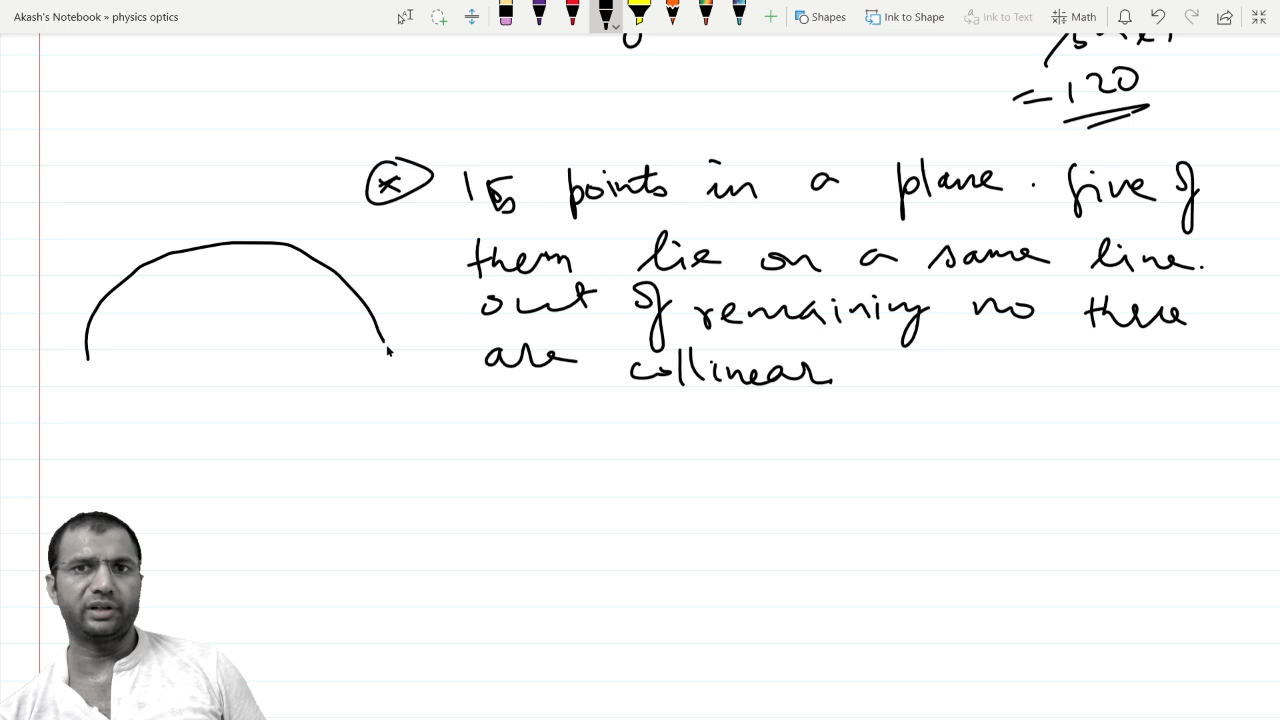 Akash's Notebook » physics optics
Shapes
Ink to Shape
Ink to Text
Math
= 120
15 points in a plane. five of
them lie on a same line.
out of remaining no three
are collinear